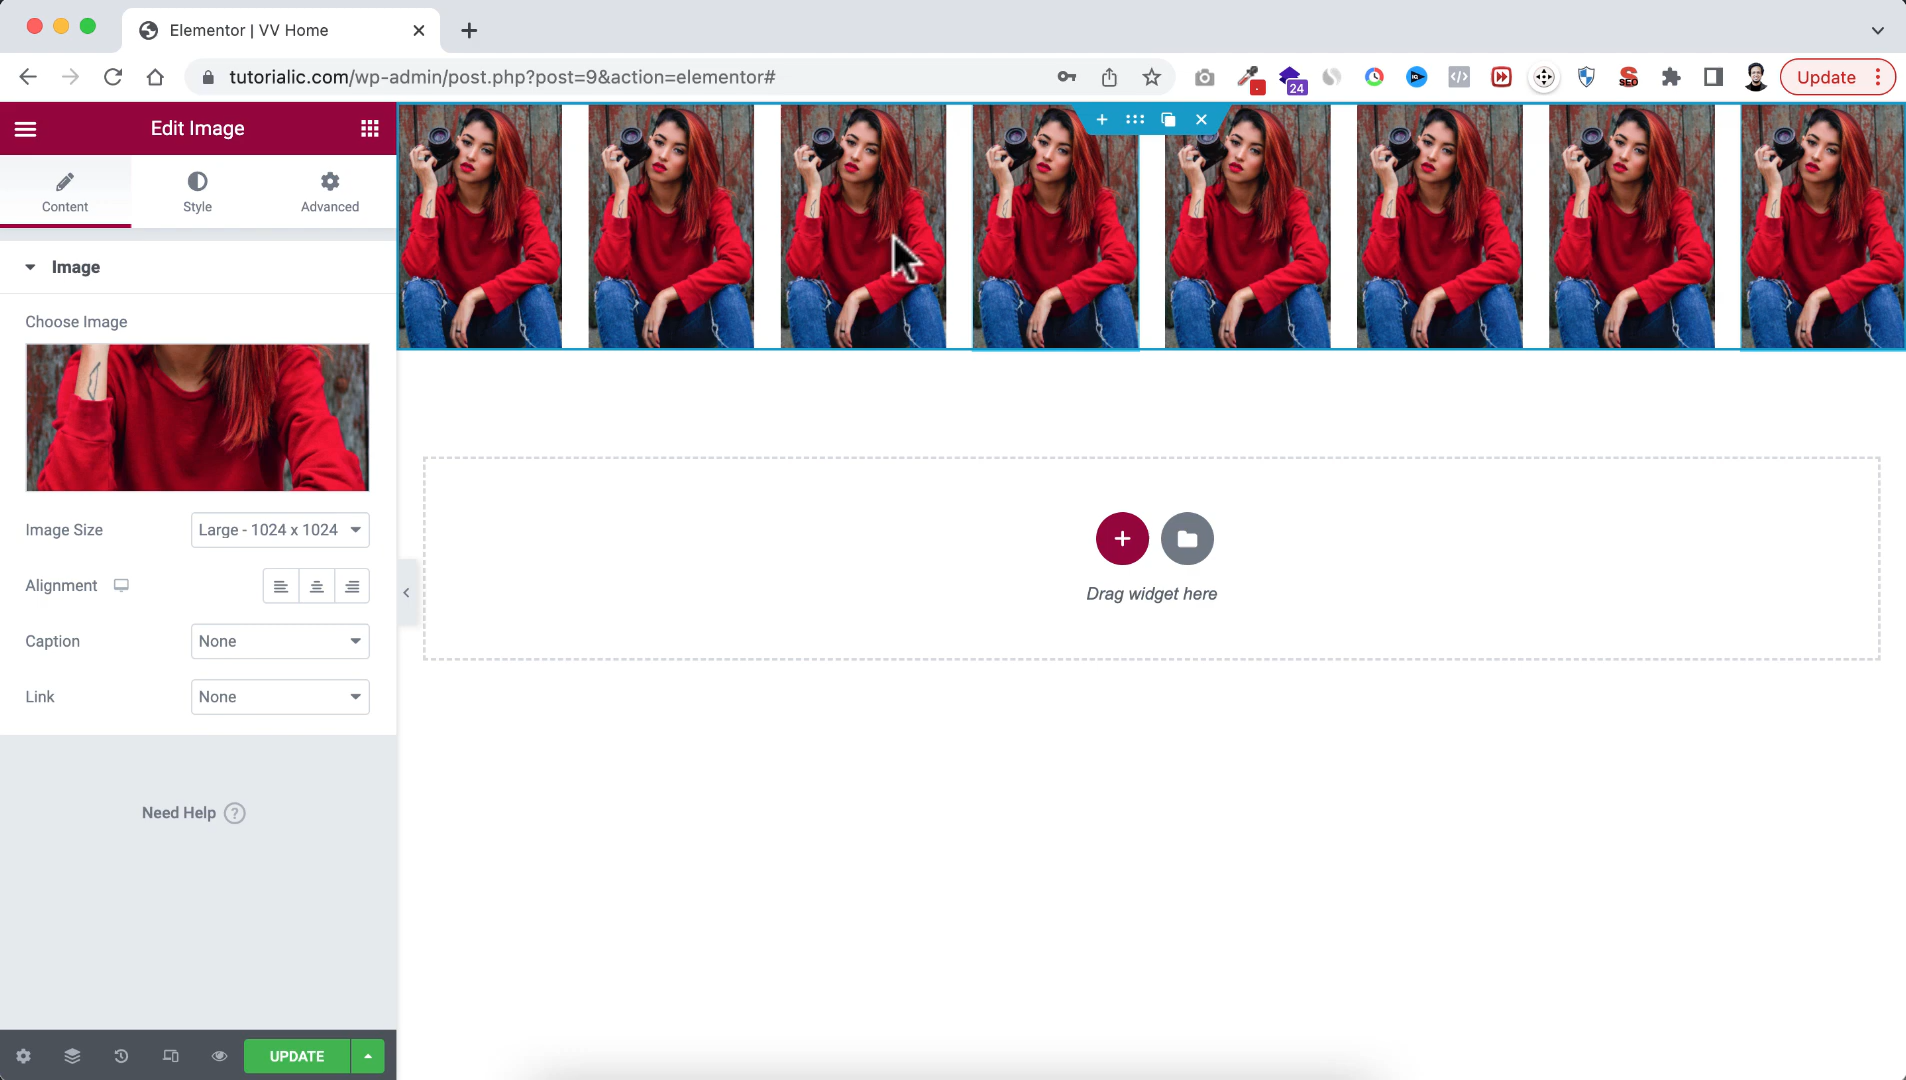 Elementor | VV Home
tutorialic.com/wp-admin/post.php?post=9&action=elementor#
24
SEO
Update
Edit Image
Content
Style
Advanced
Image
Choose Image
Image Size
Large - 1024 x 1024
Alignment
Caption
None
Link
None
Need Help ?
UPDATE
Drag widget here